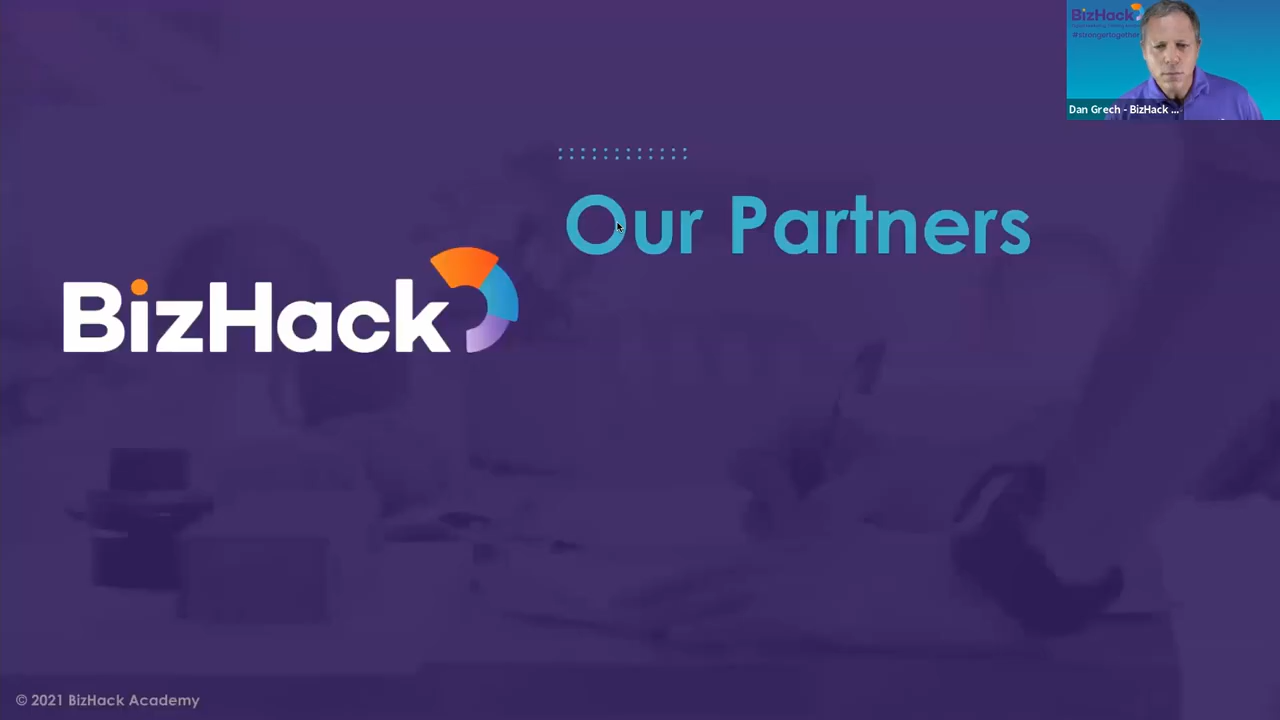 BizHack
#strongertogether
Dan Grech - BizHack ...
Our Partners
BizHack
© 2021 BizHack Academy